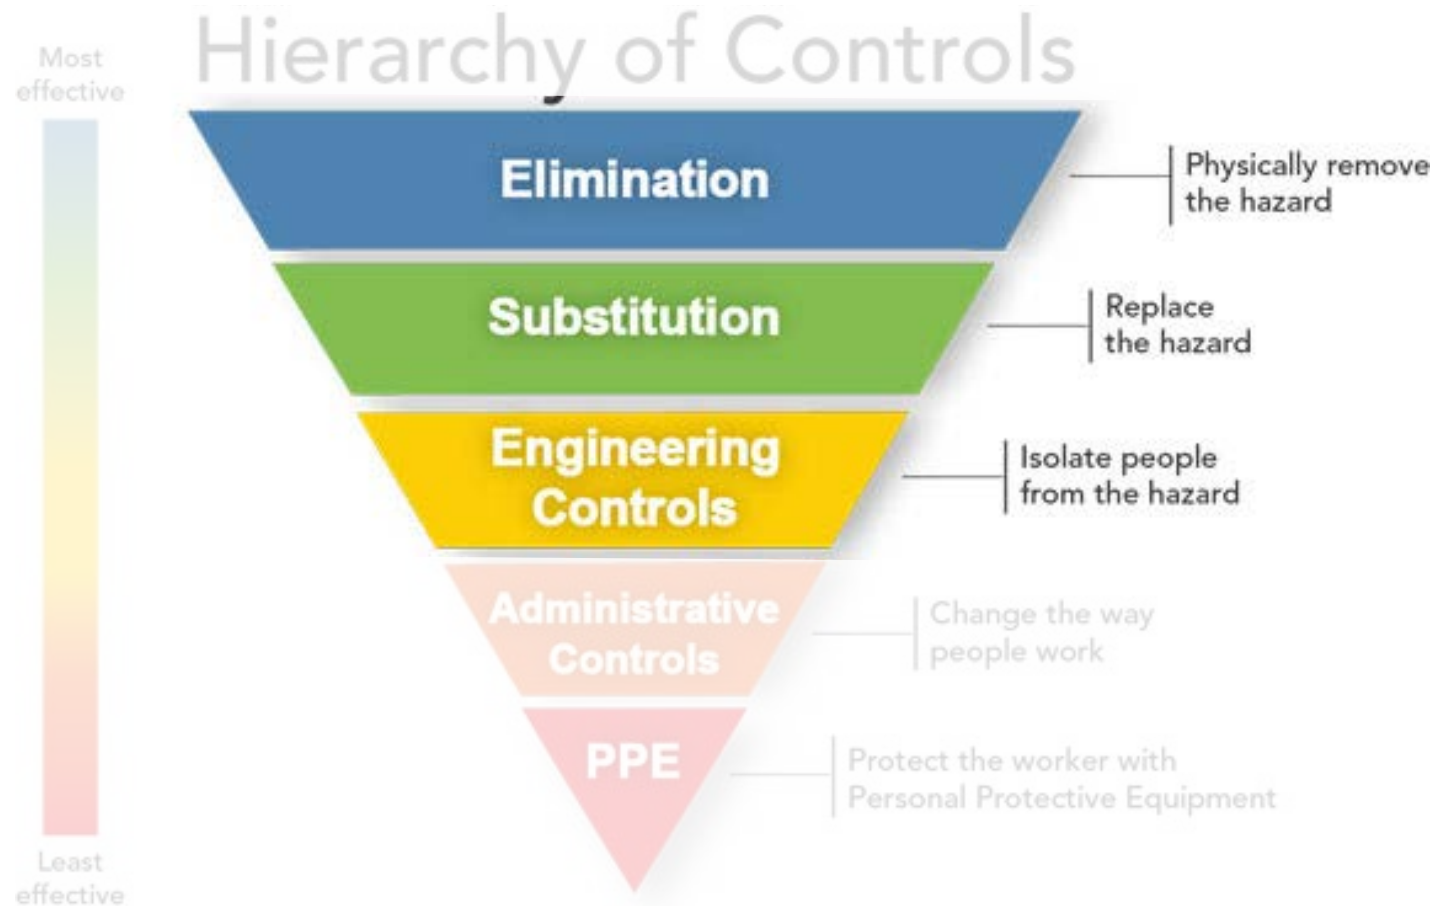 Hierarchy of Controls
Most
effective
Elimination
Physically remove
the hazard
Substitution
Replace
the hazard
Engineering
Controls
Isolate people
from the hazard
Administrative
Controls
Change the way
people work
PPE
Protect the worker with
Personal Protective Equipment
Least
effective